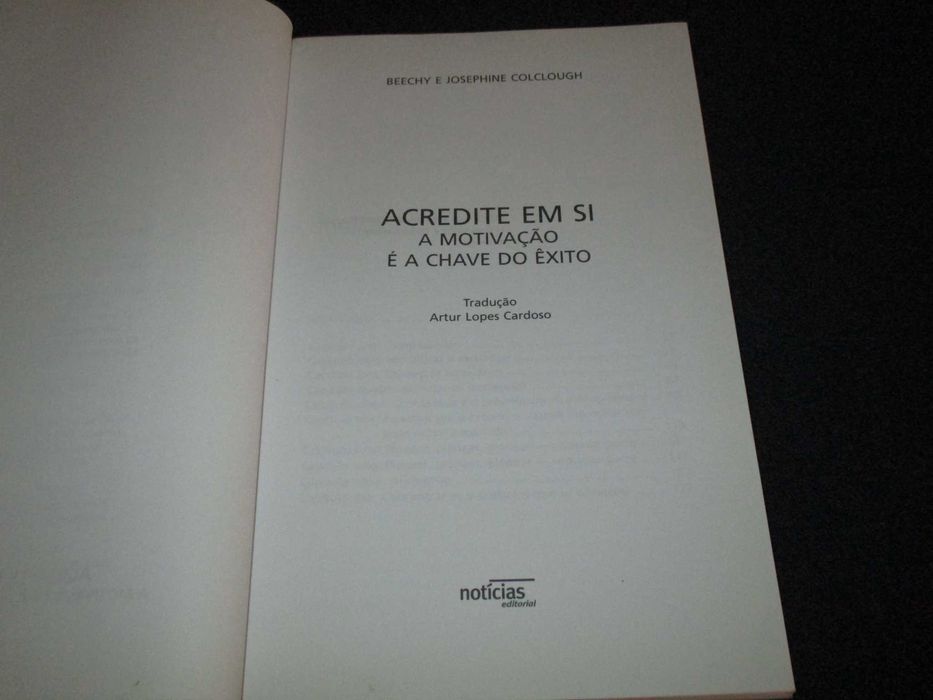 BEECHY E JOSEPHINE COLCLOUGH
ACREDITE EM SI
A MOTIVAÇÃO
É A CHAVE DO ÊXITO
Tradução
Artur Lopes Cardoso
notícias
editorial